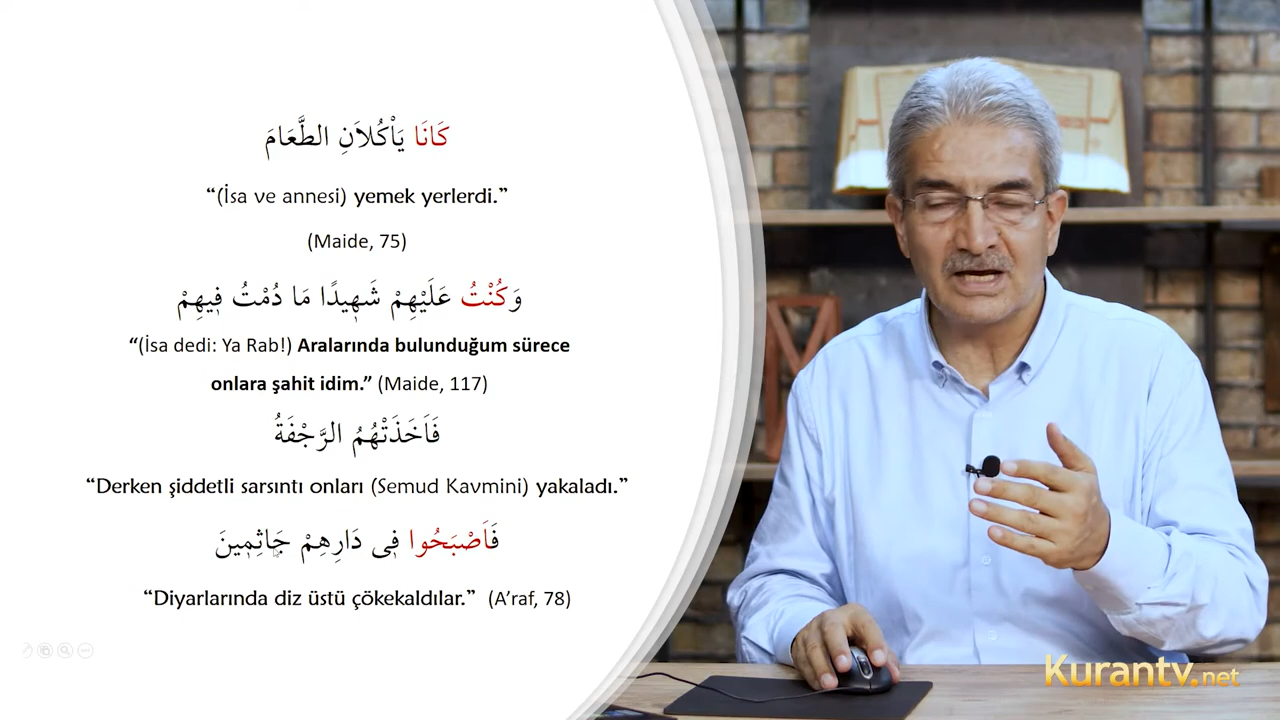 كَانَا يَاْكُلاَنِ الطَّعَامَ
“(İsa ve annesi) yemek yerlerdi.”
(Maide, 75)
وَكُنْتُ عَلَيْهِمْ شَهٖيدًا مَا دُمْتُ فٖيهِمْ
“(İsa dedi: Ya Rab!) Aralarında bulunduğum sürece
onlara şahit idim.” (Maide, 117)
فَاَخَذَتْهُمُ الرَّجْفَةُ
“Derken şiddetli sarsıntı onları (Semud Kavmini) yakaladı.”
فَاَصْبَحُوا فٖى دَارِهِمْ جَاثِمٖينَ
“Diyarlarında diz üstü çökekaldılar.” (A’raf, 78)
Kurantv.net